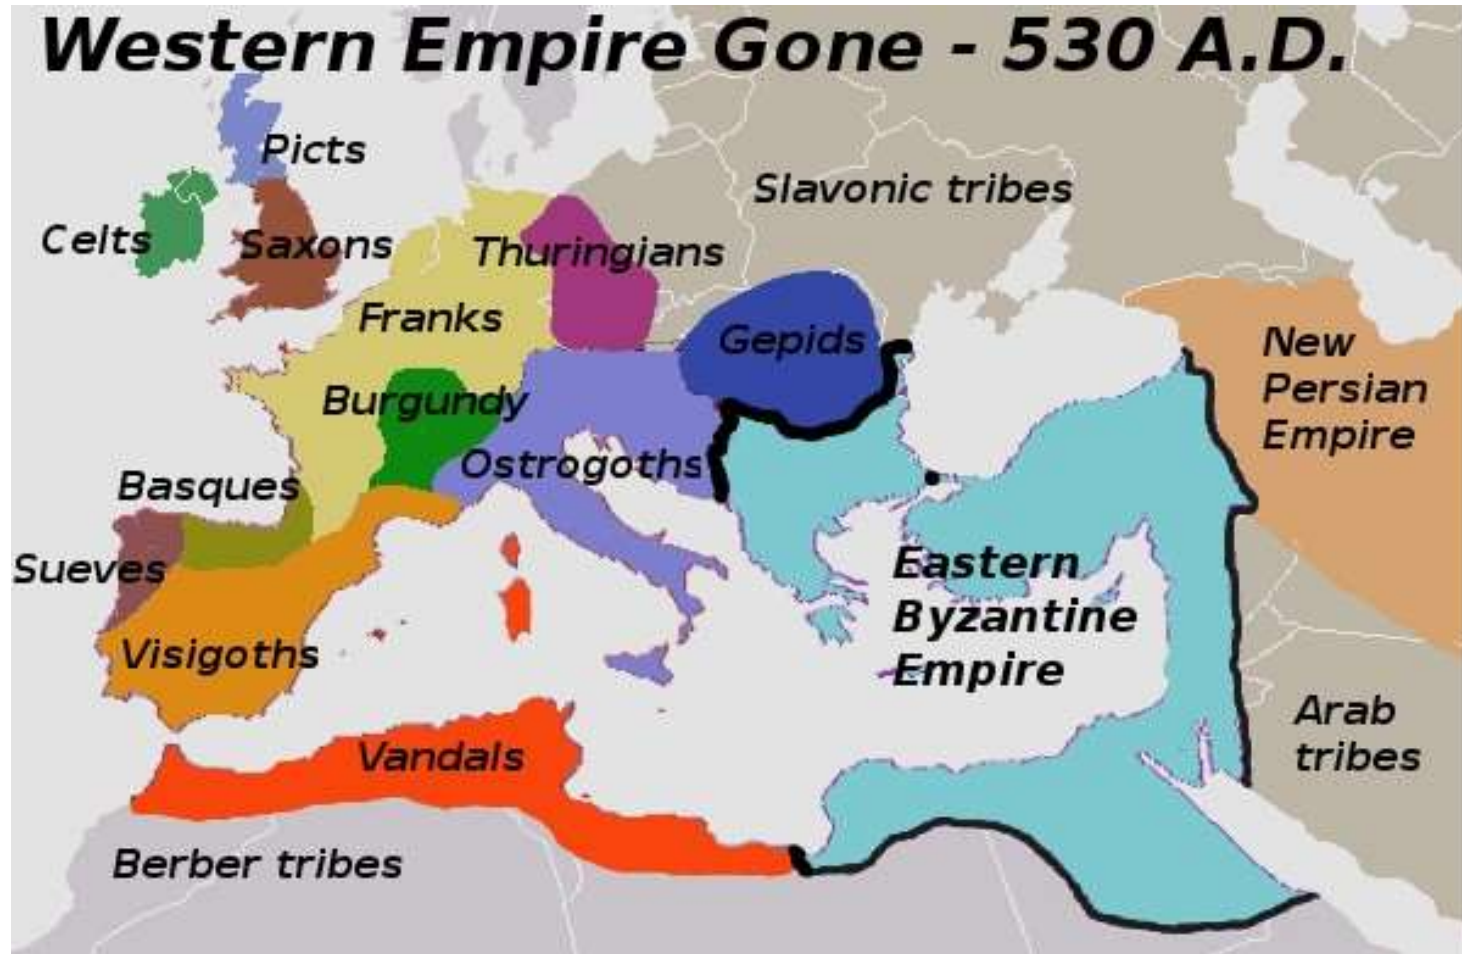 Western Empire Gone - 530 A.D.
Picts
Slavonic tribes
Celts
Saxons
Thuringians
Franks
Gepids
New
Persian
Empire
Burgundy
Ostrogoths
Basques
Sueves
Eastern
Byzantine
Empire
Visigoths
Arab
tribes
Vandals
Berber tribes